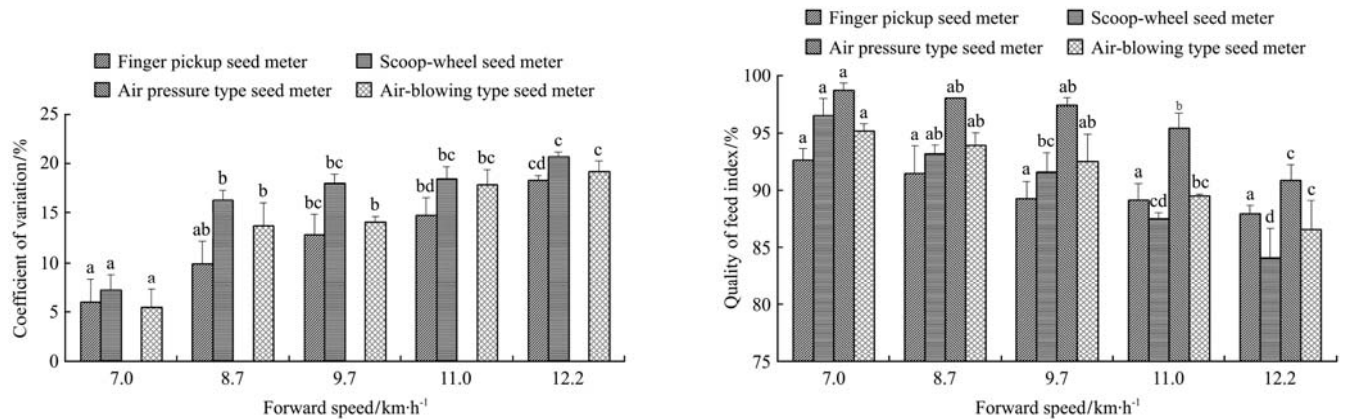 Finger pickup seed meter Scoop-wheel seed meter
Air pressure type seed meter Air-blowing type seed meter
25
20
15
10
5
0
Coefficient of variation/%
a a a
ab b b
bc bc b
bd bc bc
cd c c
7.0 8.7 9.7 11.0 12.2
Forward speed/km·h⁻¹
Finger pickup seed meter Scoop-wheel seed meter
Air pressure type seed meter Air-blowing type seed meter
100
95
90
85
80
75
Quality of feed index/%
a a a a
a ab ab ab
a bc ab ab
a cd b bc
a d c c
7.0 8.7 9.7 11.0 12.2
Forward speed/km·h⁻¹